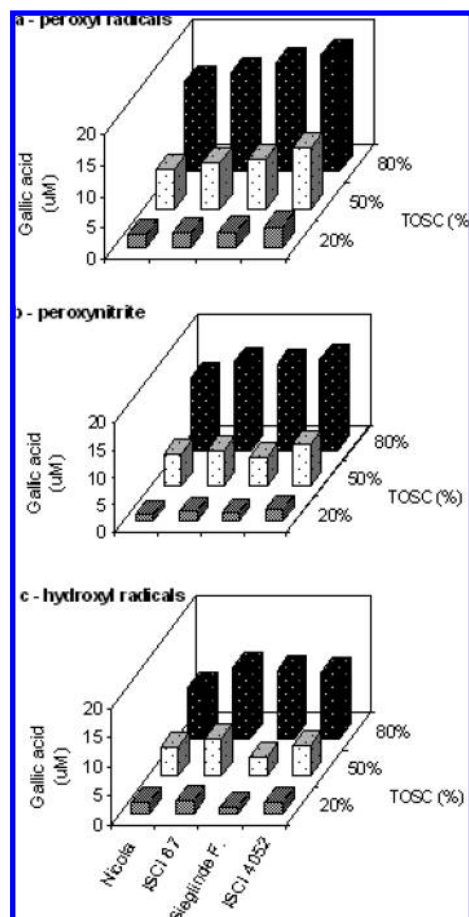 a - peroxyl radicals
20
15
10
5
0
Gallic acid
(uM)
80%
50%
20%
TOSC (%)
b - peroxynitrite
20
15
10
5
0
Gallic acid
(uM)
80%
50%
20%
TOSC (%)
c - hydroxyl radicals
20
15
10
5
0
Gallic acid
(uM)
80%
50%
20%
TOSC (%)
Nicola
ISCI 67
Sieglinde F.
ISCI 4052